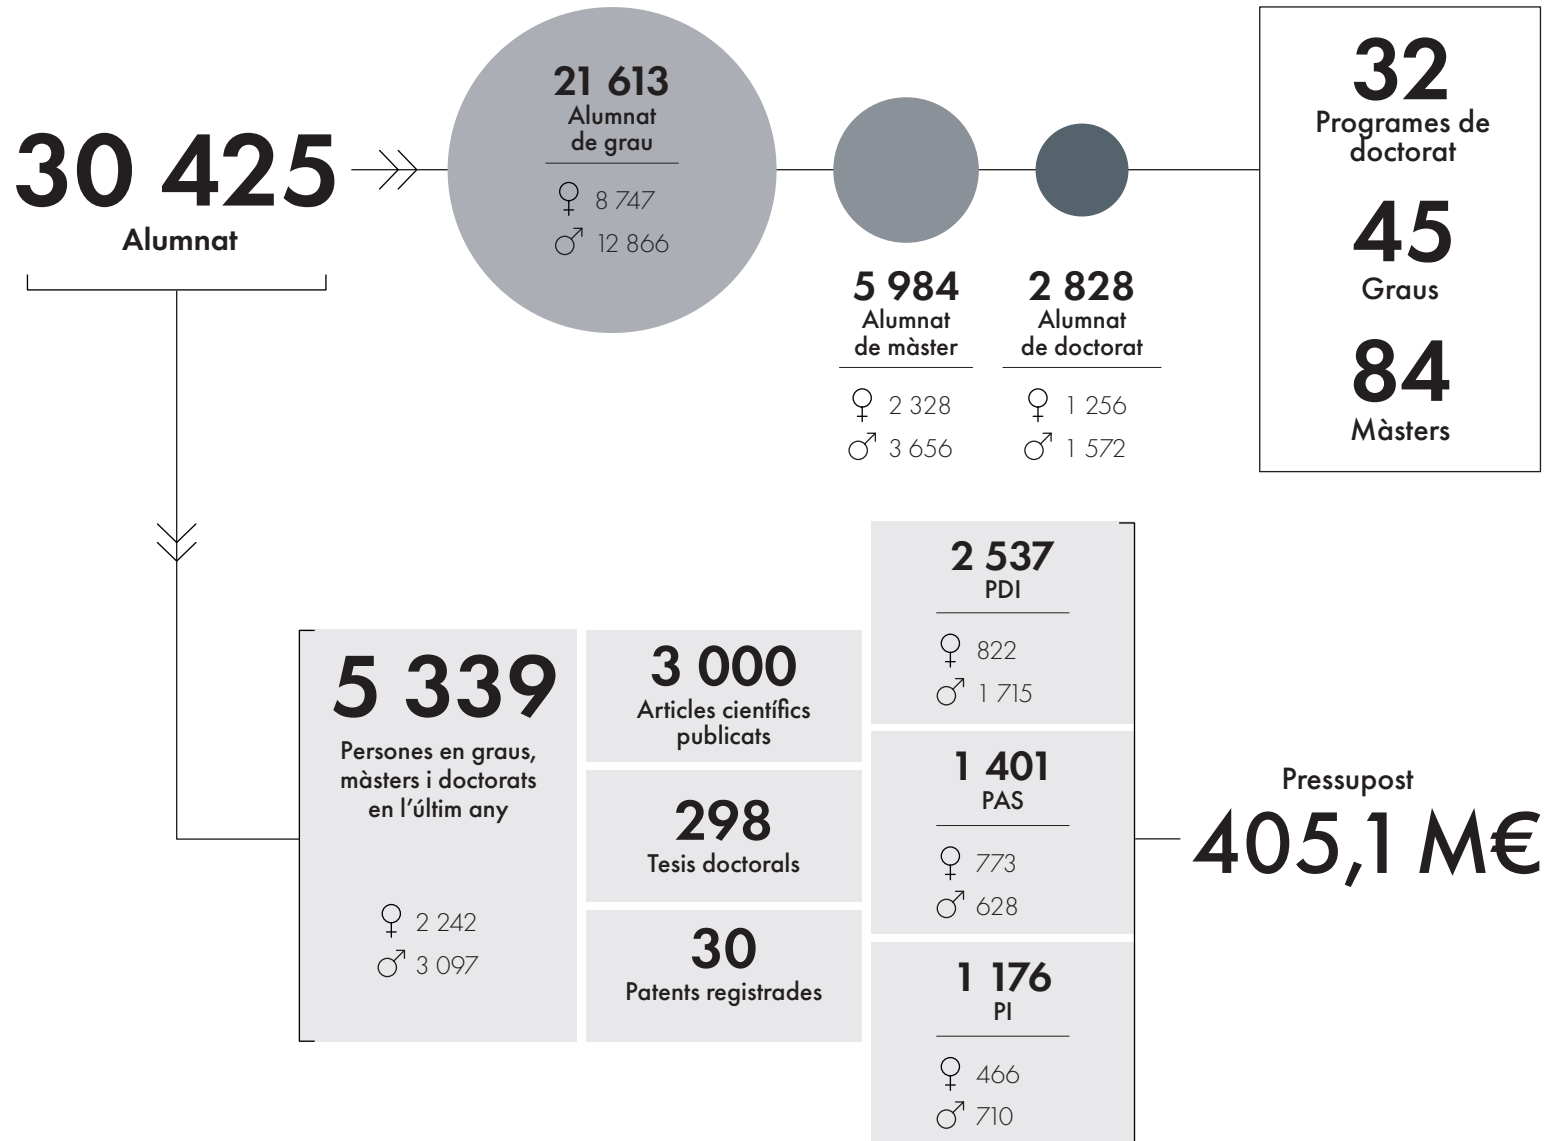 30 425
Alumnat
21 613
Alumnat
de grau
♀ 8 747
♂ 12 866
5 984
Alumnat
de màster
♀ 2 328
♂ 3 656
2 828
Alumnat
de doctorat
♀ 1 256
♂ 1 572
32
Programes de
doctorat
45
Graus
84
Màsters
5 339
Persones en graus,
màsters i doctorats
en l’últim any
♀ 2 242
♂ 3 097
3 000
Articles científics
publicats
298
Tesis doctorals
30
Patents registrades
2 537
PDI
♀ 822
♂ 1 715
1 401
PAS
♀ 773
♂ 628
1 176
PI
♀ 466
♂ 710
Pressupost
405,1 M€